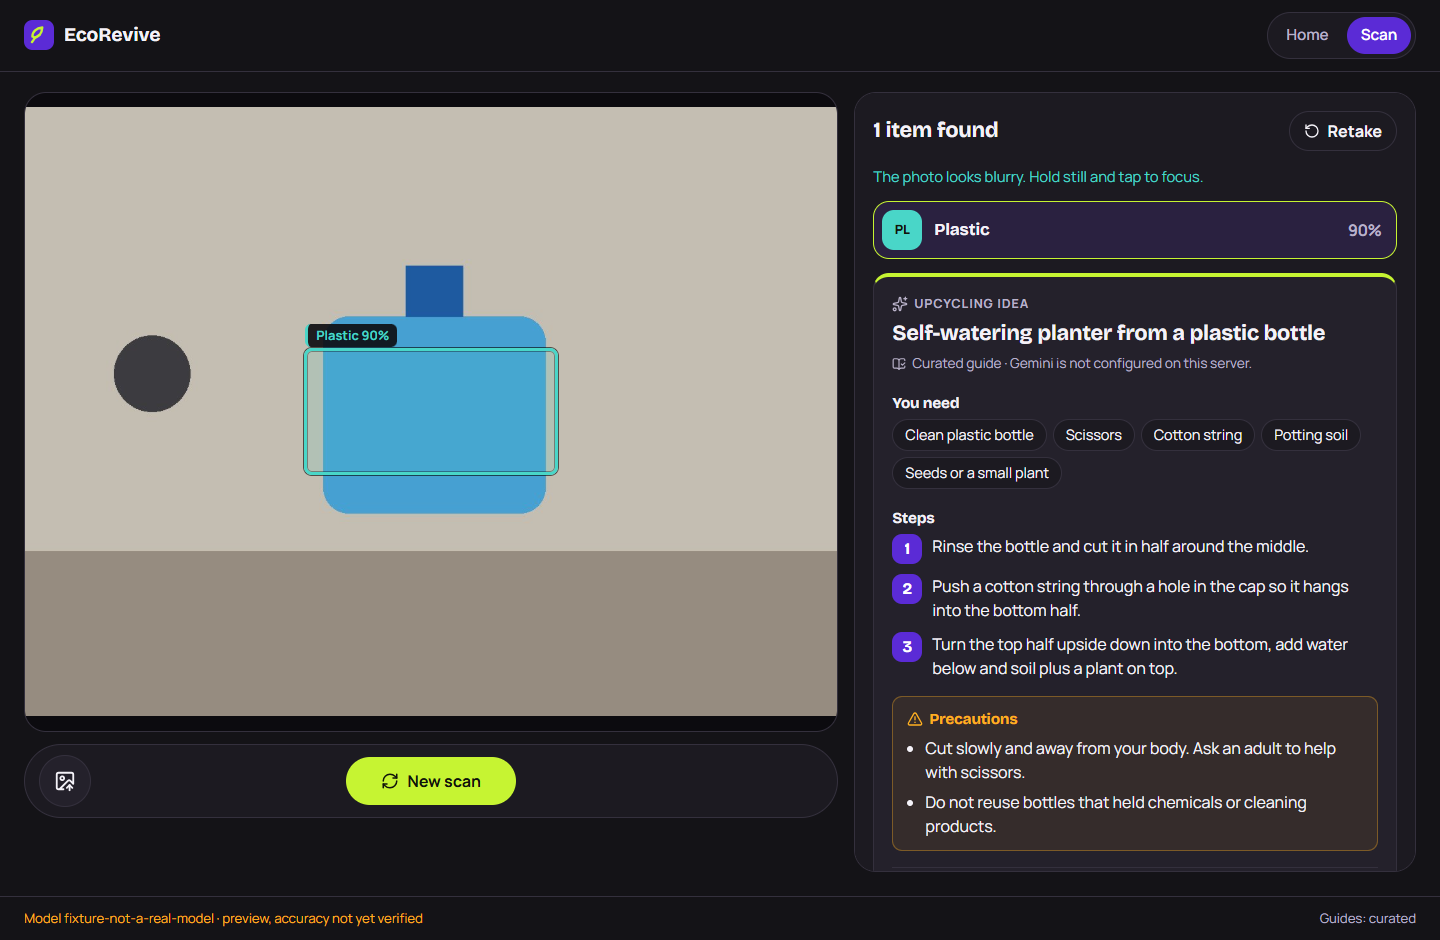 EcoRevive
Home
Scan
Plastic 90%
New scan
1 item found
Retake
The photo looks blurry. Hold still and tap to focus.
PL
Plastic
90%
UPCYCLING IDEA
Self-watering planter from a plastic bottle
Curated guide · Gemini is not configured on this server.
You need
Clean plastic bottle
Scissors
Cotton string
Potting soil
Seeds or a small plant
Steps
1 Rinse the bottle and cut it in half around the middle.
2 Push a cotton string through a hole in the cap so it hangs
into the bottom half.
3 Turn the top half upside down into the bottom, add water
below and soil plus a plant on top.
Precautions
• Cut slowly and away from your body. Ask an adult to help
with scissors.
• Do not reuse bottles that held chemicals or cleaning
products.
Model fixture-not-a-real-model · preview, accuracy not yet verified
Guides: curated